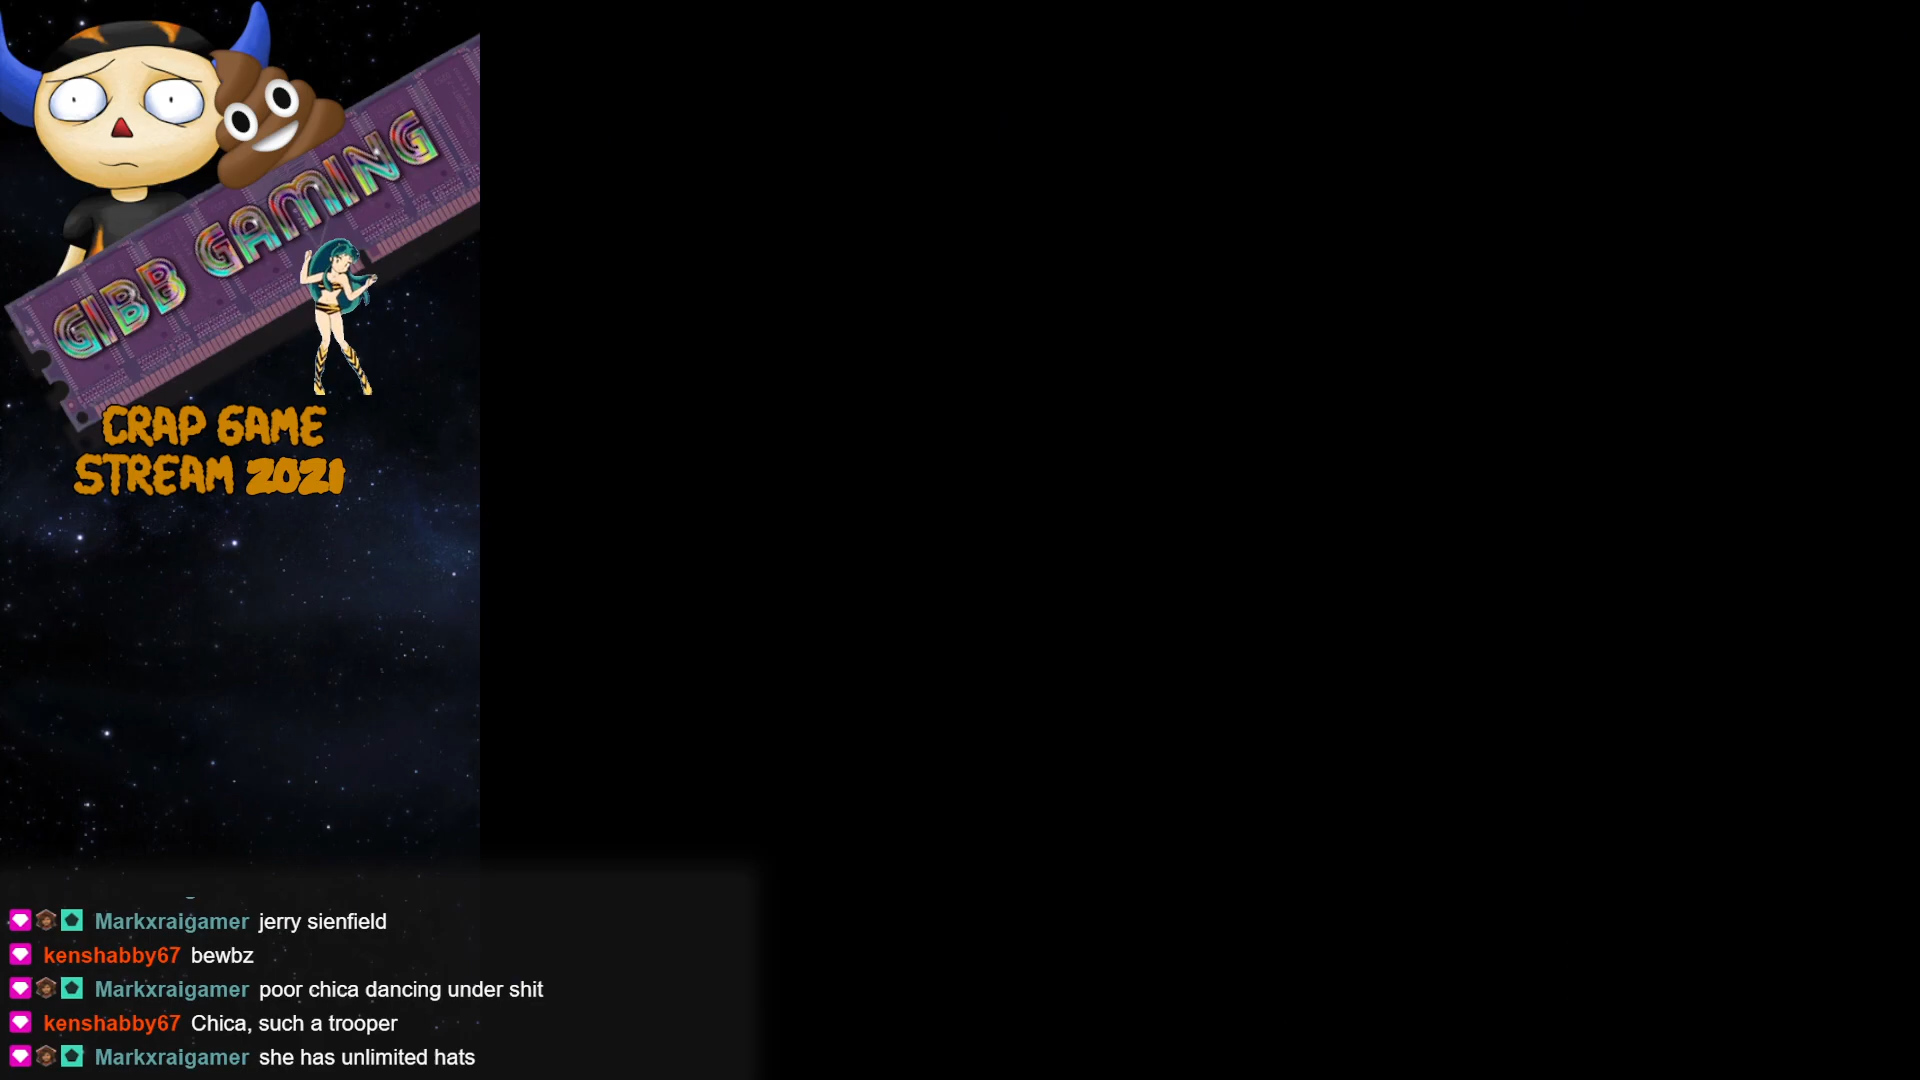 GIBB GAMING
CRAP GAME
STREAM 2021
Markxraigamer jerry sienfield
kenshabby67 bewbz
Markxraigamer poor chica dancing under shit
kenshabby67 Chica, such a trooper
Markxraigamer she has unlimited hats